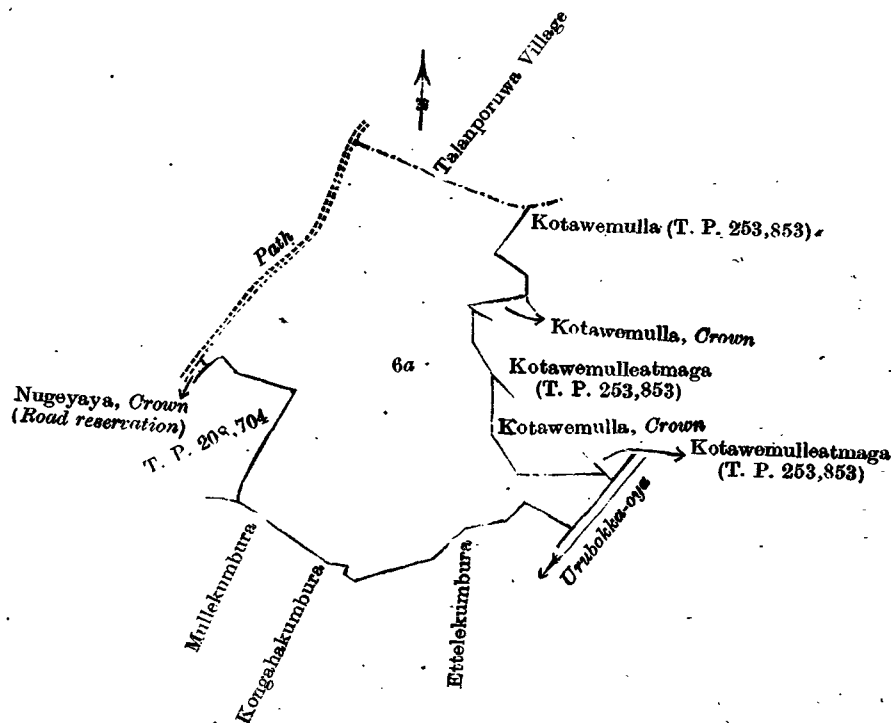 Talanporuwa Village
Path
Kotawemulla (T. P. 253,853)
Kotawemulla, Crown
6a
Kotawemulleatmaga
(T. P. 253,853)
Nugeyaya, Crown
(Road reservation)
T. P. 208,704
Kotawemulla, Crown
Kotawemulleatmaga
(T. P. 253,853)
Urubokka-oya
Mullekumbura
Kongahakumbura
Ettelekumbura